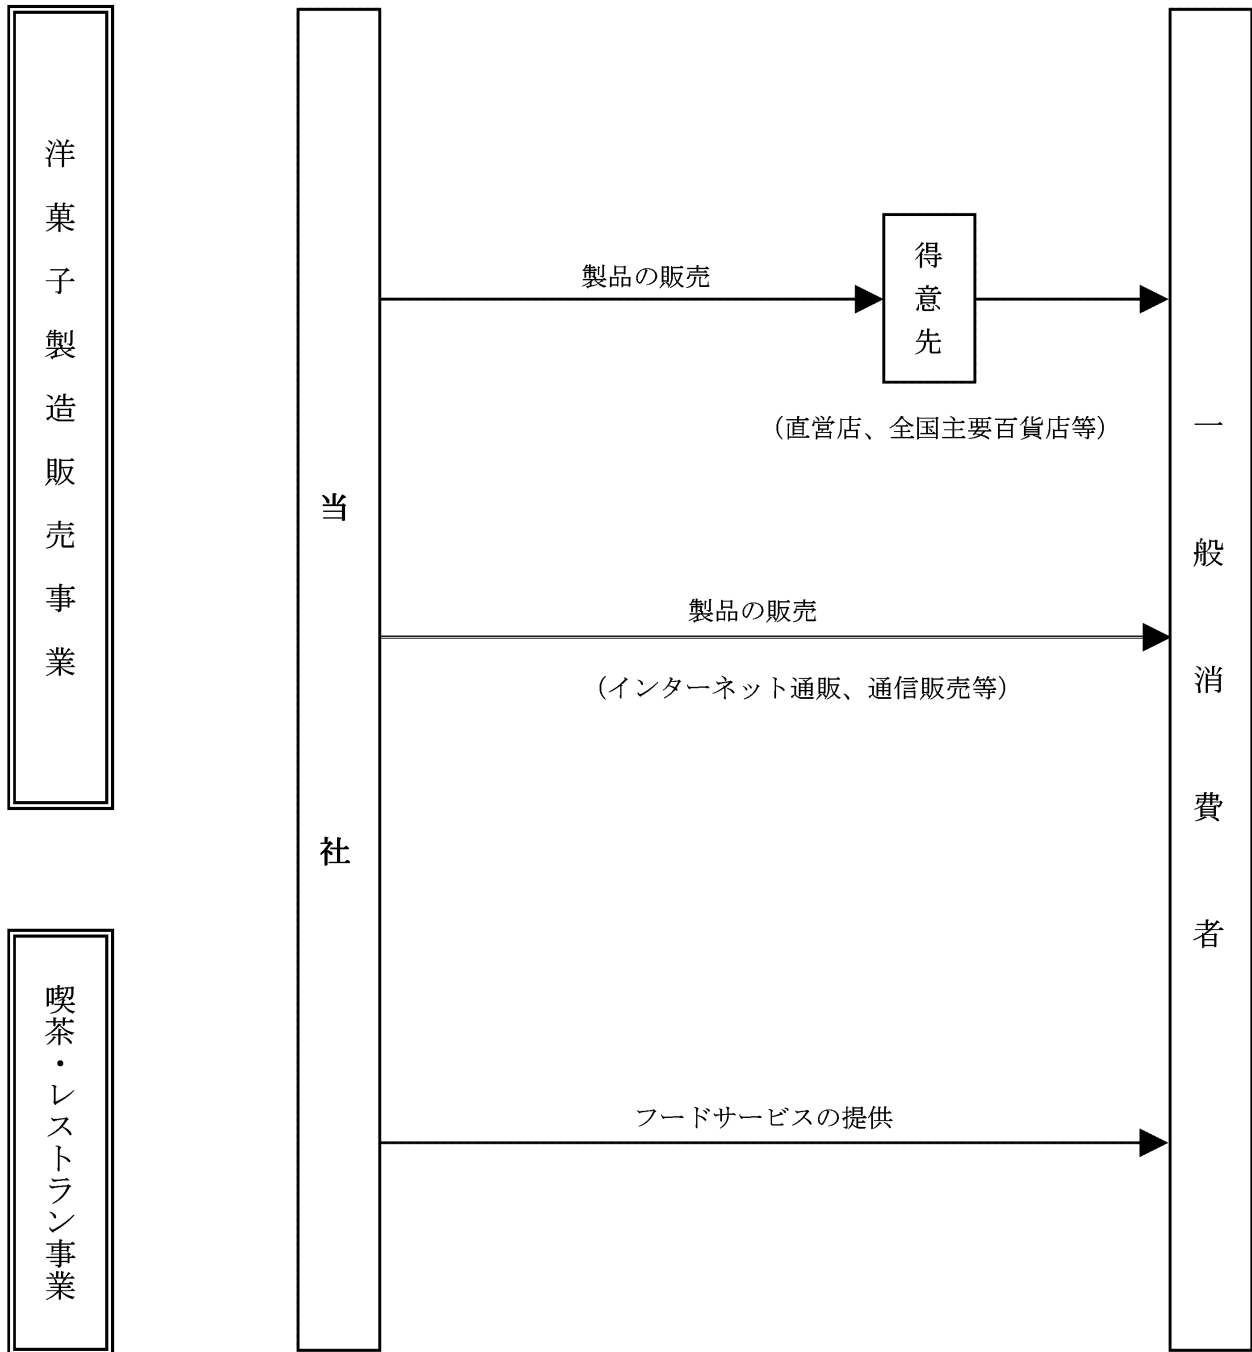 洋菓子製造販売事業
当社
製品の販売
得意先
（直営店、全国主要百貨店等）
製品の販売
（インターネット通販、通信販売等）
一般消費者
喫茶・レストラン事業
フードサービスの提供